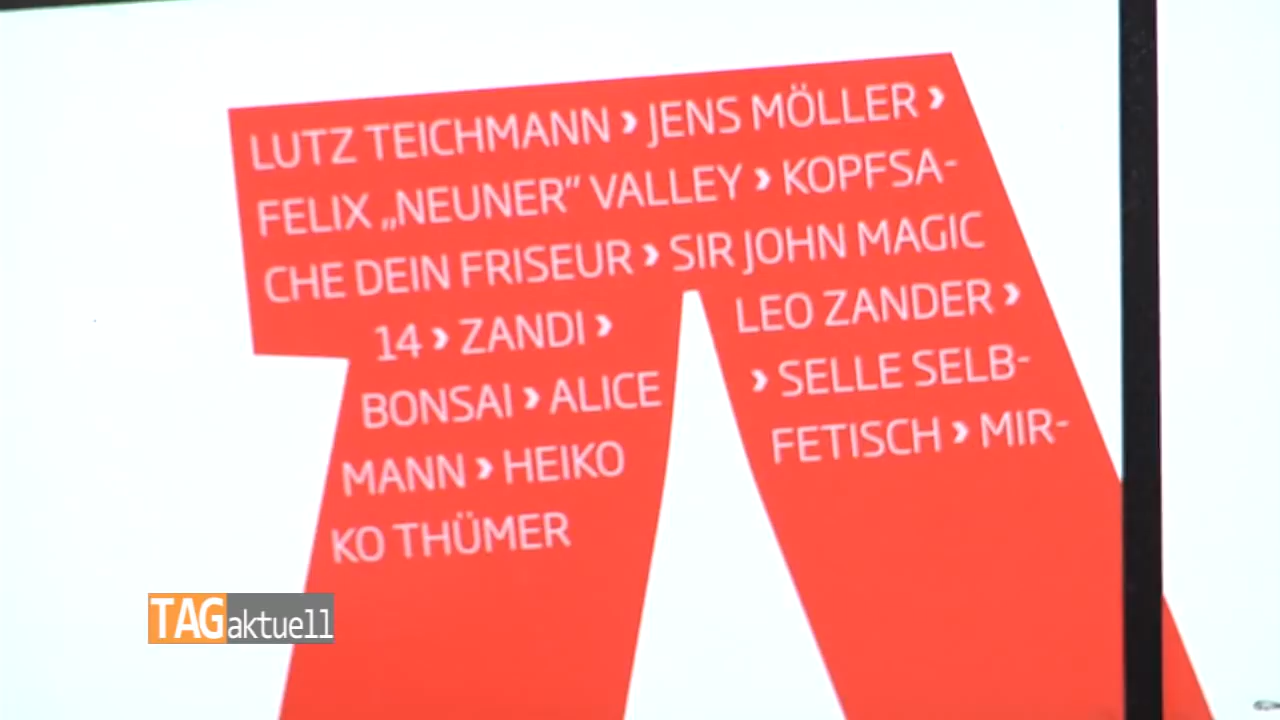 LUTZ TEICHMANN › JENS MÖLLER ›
FELIX „NEUNER” VALLEY › KOPFSA-
CHE DEIN FRISEUR › SIR JOHN MAGIC
14 › ZANDI › LEO ZANDER ›
BONSAI › ALICE › SELLE SELB-
MANN › HEIKO FETISCH › MIR-
KO THÜMER
TAGaktuell